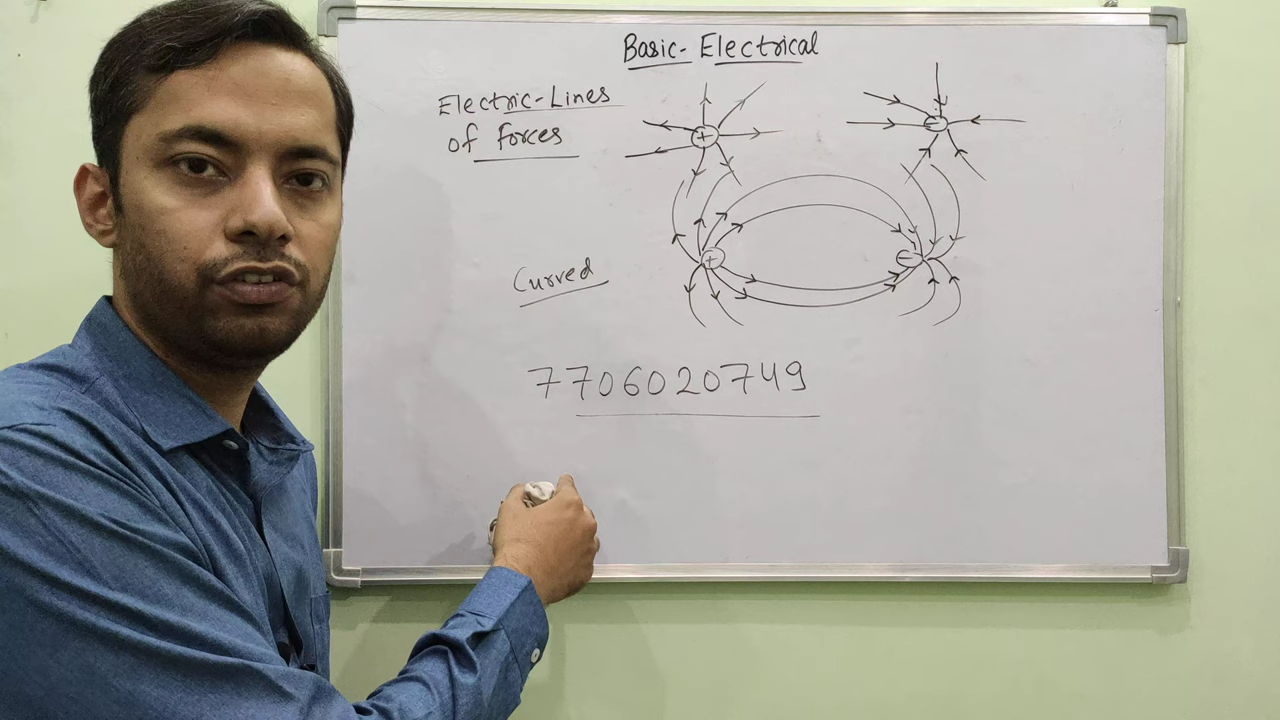 Basic-Electrical
Electric-Lines
of forces
+
-
+
-
Curved
7706020749